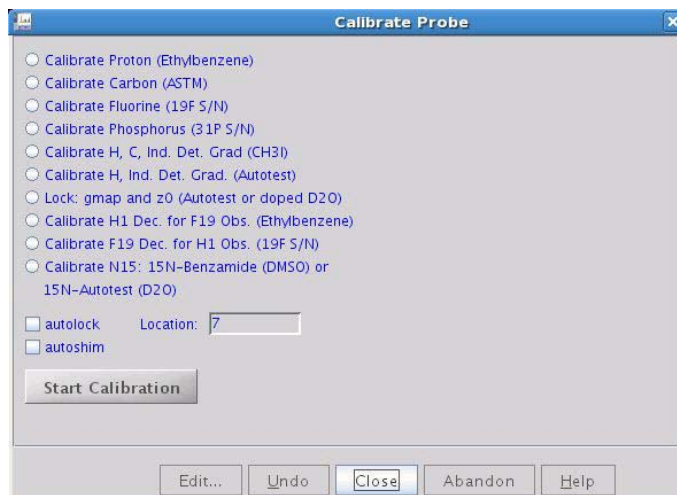 Calibrate Probe
Calibrate Proton (Ethylbenzene)
Calibrate Carbon (ASTM)
Calibrate Fluorine (19F S/N)
Calibrate Phosphorus (31P S/N)
Calibrate H, C, Ind. Det. Grad (CH3I)
Calibrate H, Ind. Det. Grad. (Autotest)
Lock: gmap and z0 (Autotest or doped D2O)
Calibrate H1 Dec. for F19 Obs. (Ethylbenzene)
Calibrate F19 Dec. for H1 Obs. (19F S/N)
Calibrate N15: 15N-Benzamide (DMSO) or
15N-Autotest (D2O)
autolock Location: 7
autoshim
Start Calibration
Edit... Undo Close Abandon Help